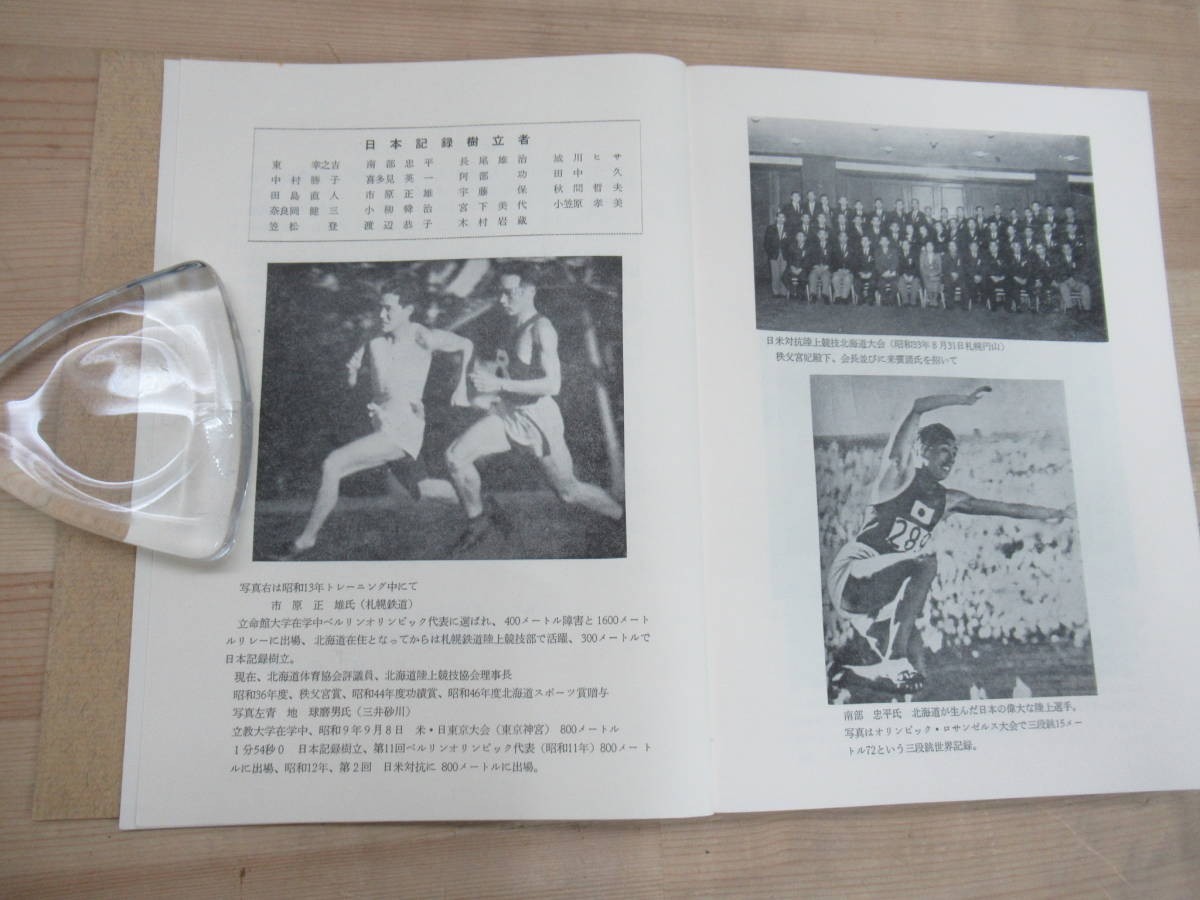 日本記録樹立者
東　幸之吉　南部忠平　長尾雄治　城川ヒサ
中村勝子　喜多見英一　阿部　功　田中　久
田島直人　市原正雄　宇藤　保　秋間哲夫
奈良岡健三　小柳舜治　宮下美代　小笠原孝美
笠松　登　渡辺恭子　木村岩蔵
写真右は昭和13年トレーニング中にて
市原正雄氏（札幌鉄道）
立命館大学在学中ベルリンオリンピック代表に選ばれ、400メートル障害と1600メート
ルリレーに出場、北海道在住となってからは札幌鉄道陸上競技部で活躍、300メートルで
日本記録樹立。
現在、北海道体育協会評議員、北海道陸上競技協会理事長
昭和36年度、秩父宮賞、昭和44年度功績賞、昭和46年度北海道スポーツ賞贈与
写真左青　地　球磨男氏（三井砂川）
立教大学在学中、昭和9年9月8日　米・日東京大会（東京神宮）　800メートル
1分54秒0　日本記録樹立、第11回ベルリンオリンピック代表（昭和11年）800メート
ルに出場、昭和12年、第2回　日米対抗に800メートルに出場。
日米対抗陸上競技北海道大会（昭和33年8月31日札幌円山）
秩父宮妃殿下、会長並びに来賓諸氏を招いて
南部　忠平氏　北海道が生んだ日本の偉大な陸上選手。
写真はオリンピック・ロサンゼルス大会で三段跳15メー
トル72という三段跳世界記録。